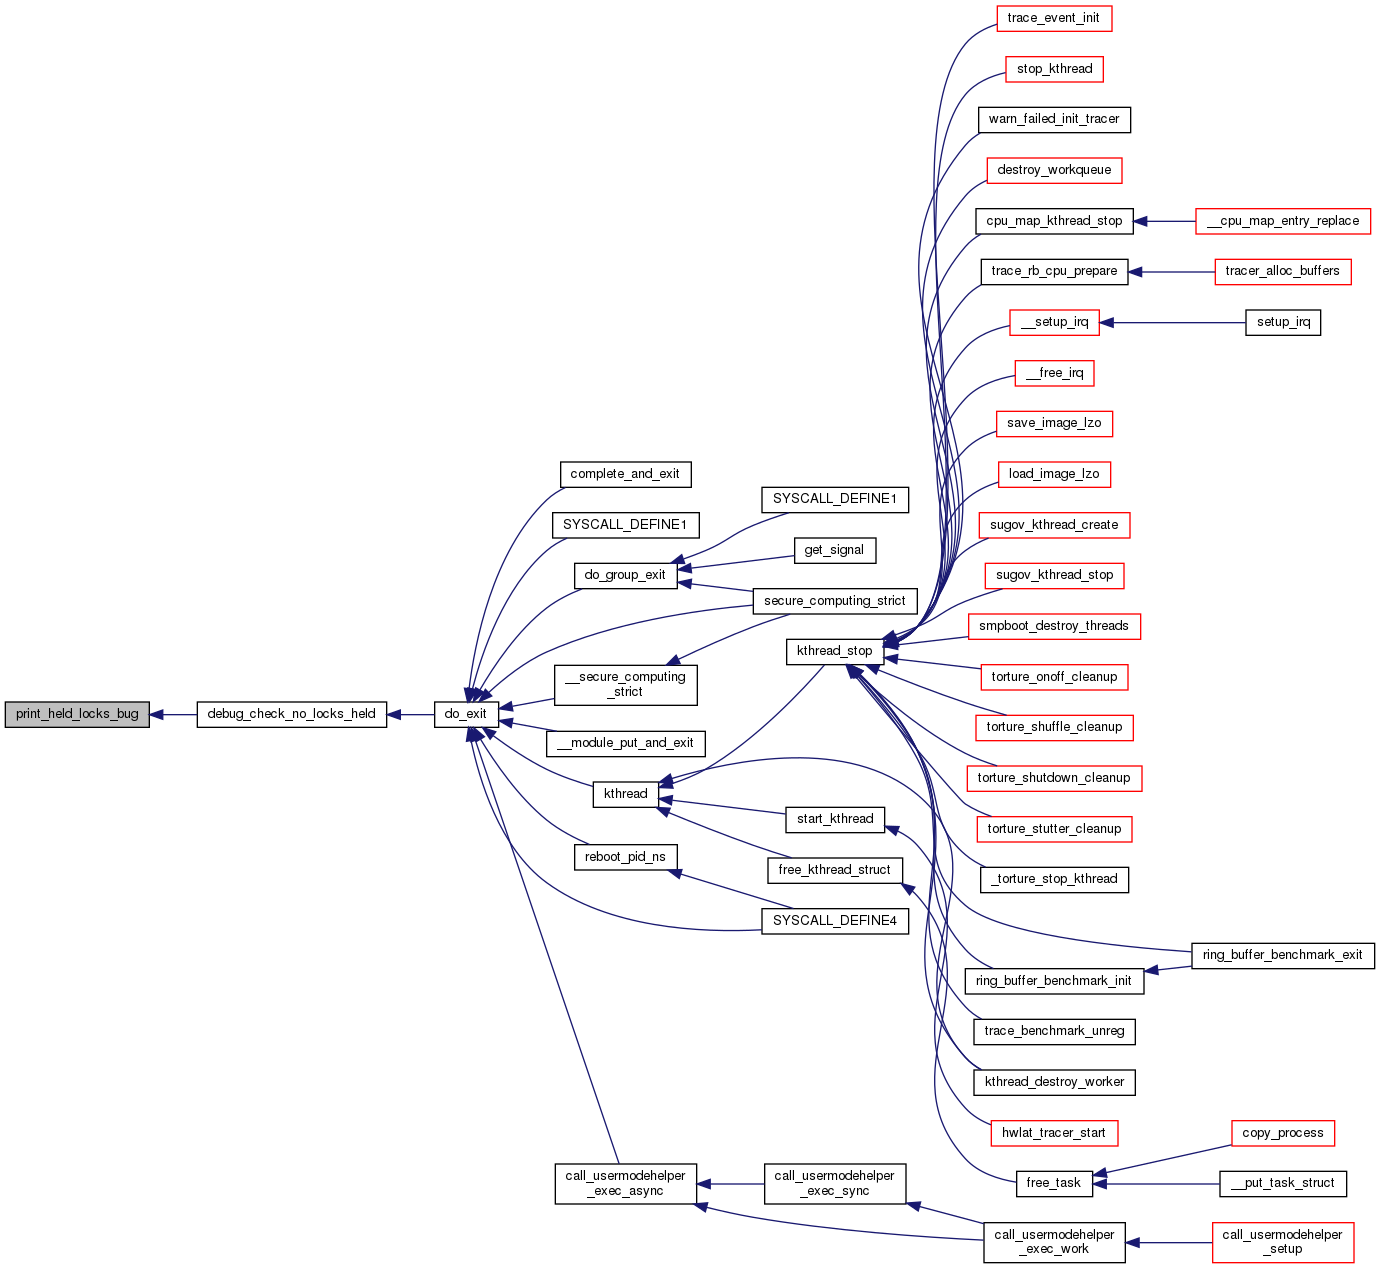 trace_event_init
stop_kthread
warn_failed_init_tracer
destroy_workqueue
cpu_map_kthread_stop
__cpu_map_entry_replace
trace_rb_cpu_prepare
tracer_alloc_buffers
__setup_irq
setup_irq
__free_irq
save_image_lzo
complete_and_exit
load_image_lzo
SYSCALL_DEFINE1
SYSCALL_DEFINE1
sugov_kthread_create
get_signal
do_group_exit
sugov_kthread_stop
secure_computing_strict
smpboot_destroy_threads
kthread_stop
__secure_computing
_strict
torture_onoff_cleanup
print_held_locks_bug
debug_check_no_locks_held
do_exit
torture_shuffle_cleanup
__module_put_and_exit
torture_shutdown_cleanup
kthread
start_kthread
torture_stutter_cleanup
reboot_pid_ns
free_kthread_struct
_torture_stop_kthread
SYSCALL_DEFINE4
ring_buffer_benchmark_exit
ring_buffer_benchmark_init
trace_benchmark_unreg
kthread_destroy_worker
hwlat_tracer_start
copy_process
call_usermodehelper
_exec_async
call_usermodehelper
_exec_sync
free_task
__put_task_struct
call_usermodehelper
_exec_work
call_usermodehelper
_setup